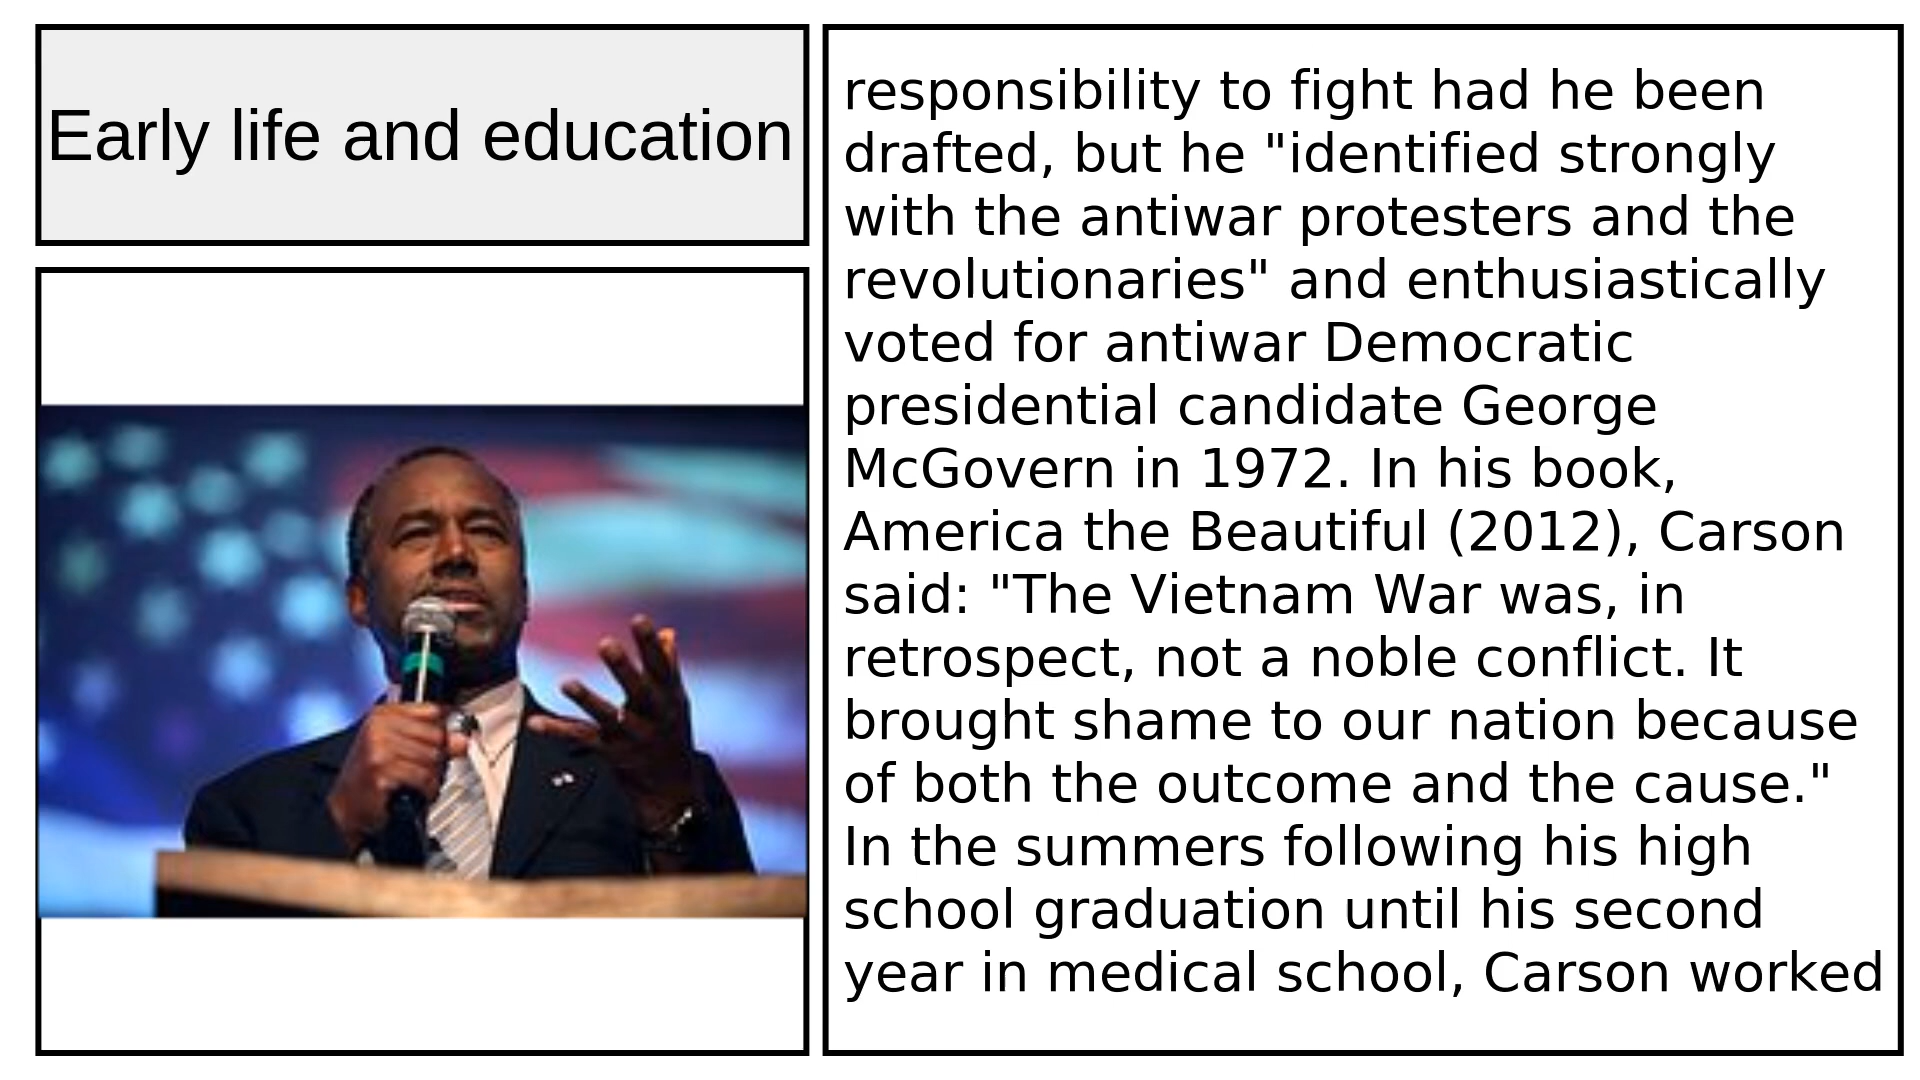 Early life and education
responsibility to fight had he been
drafted, but he "identified strongly
with the antiwar protesters and the
revolutionaries" and enthusiastically
voted for antiwar Democratic
presidential candidate George
McGovern in 1972. In his book,
America the Beautiful (2012), Carson
said: "The Vietnam War was, in
retrospect, not a noble conflict. It
brought shame to our nation because
of both the outcome and the cause."
In the summers following his high
school graduation until his second
year in medical school, Carson worked